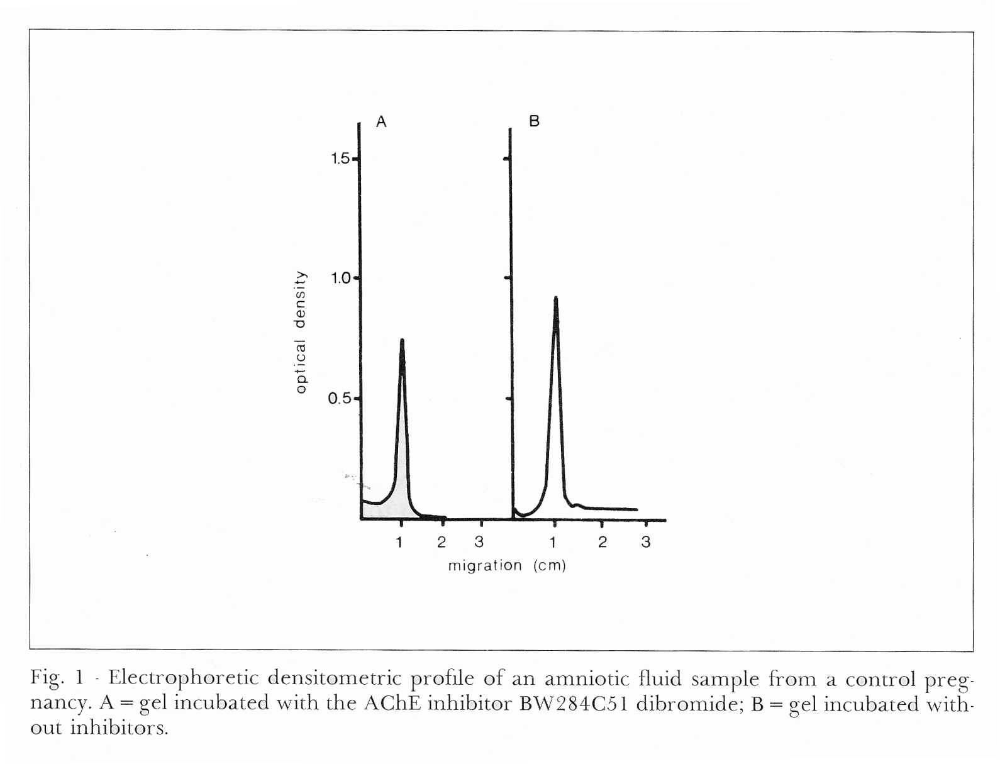 A
B
1.5
1.0
0.5
optical density
1 2 3 1 2 3
migration (cm)
Fig. 1 - Electrophoretic densitometric profile of an amniotic fluid sample from a control preg-
nancy. A = gel incubated with the AChE inhibitor BW284C51 dibromide; B = gel incubated with-
out inhibitors.